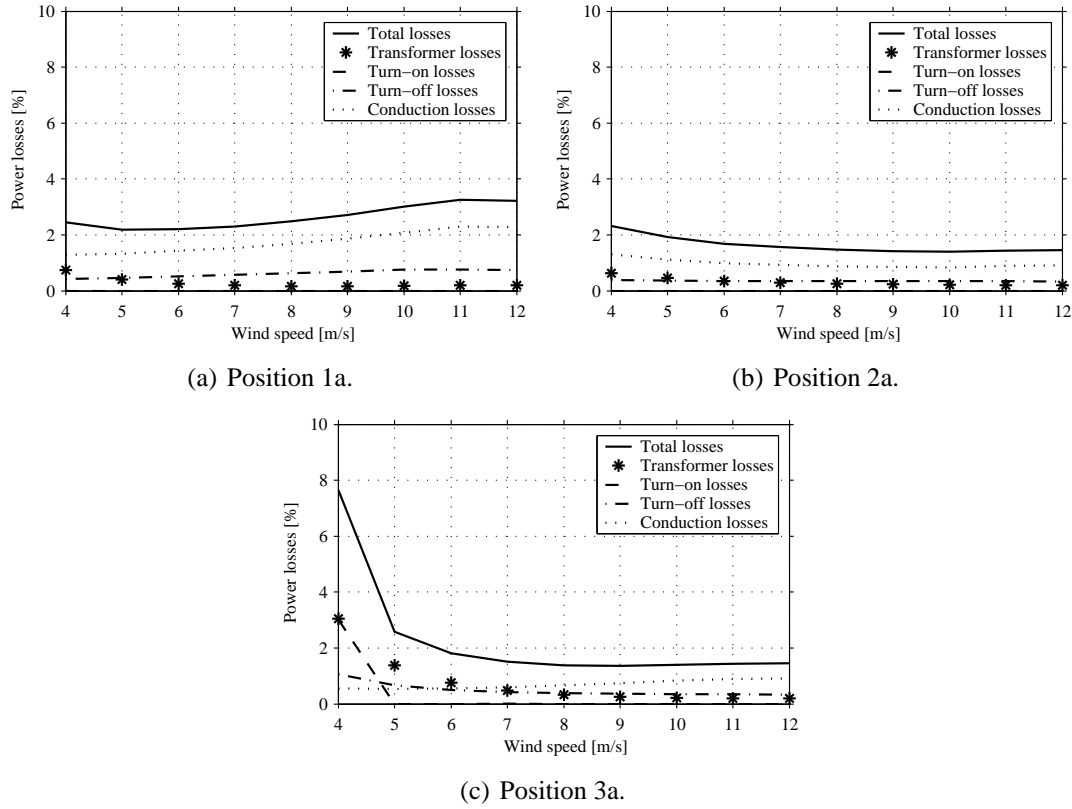 10
8
6
4
2
0
Power losses [%]
Total losses
Transformer losses
Turn−on losses
Turn−off losses
Conduction losses
4 5 6 7 8 9 10 11 12
Wind speed [m/s]
(a) Position 1a.
10
8
6
4
2
0
Power losses [%]
Total losses
Transformer losses
Turn−on losses
Turn−off losses
Conduction losses
4 5 6 7 8 9 10 11 12
Wind speed [m/s]
(b) Position 2a.
10
8
6
4
2
0
Power losses [%]
Total losses
Transformer losses
Turn−on losses
Turn−off losses
Conduction losses
4 5 6 7 8 9 10 11 12
Wind speed [m/s]
(c) Position 3a.